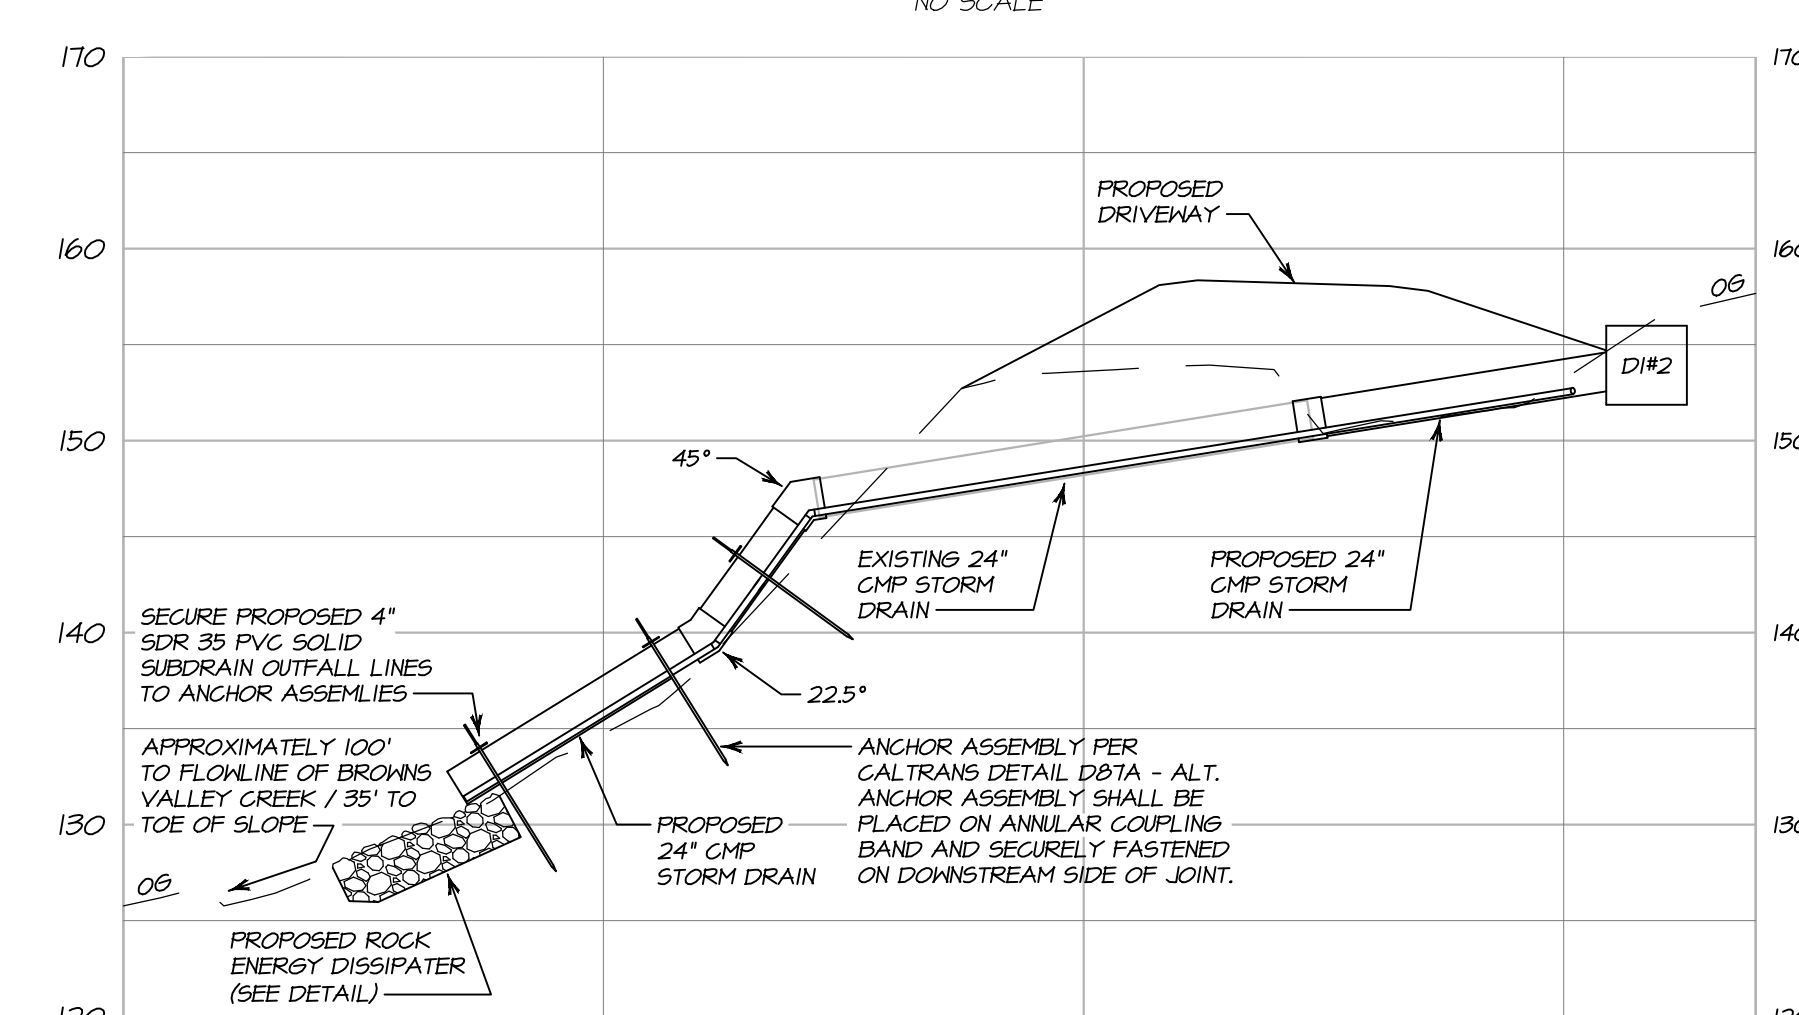 NO SCALE
170
170
160
160
150
150
140
140
130
130
120
120
PROPOSED
DRIVEWAY
OG
DI#2
45°
EXISTING 24"
CMP STORM
DRAIN
PROPOSED 24"
CMP STORM
DRAIN
SECURE PROPOSED 4"
SDR 35 PVC SOLID
SUBDRAIN OUTFALL LINES
TO ANCHOR ASSEMLIES
22.5°
APPROXIMATELY 100'
TO FLOWLINE OF BROWNS
VALLEY CREEK / 35' TO
TOE OF SLOPE
ANCHOR ASSEMBLY PER
CALTRANS DETAIL D87A - ALT.
ANCHOR ASSEMBLY SHALL BE
PLACED ON ANNULAR COUPLING
BAND AND SECURELY FASTENED
ON DOWNSTREAM SIDE OF JOINT.
PROPOSED
24" CMP
STORM DRAIN
OG
PROPOSED ROCK
ENERGY DISSIPATER
(SEE DETAIL)